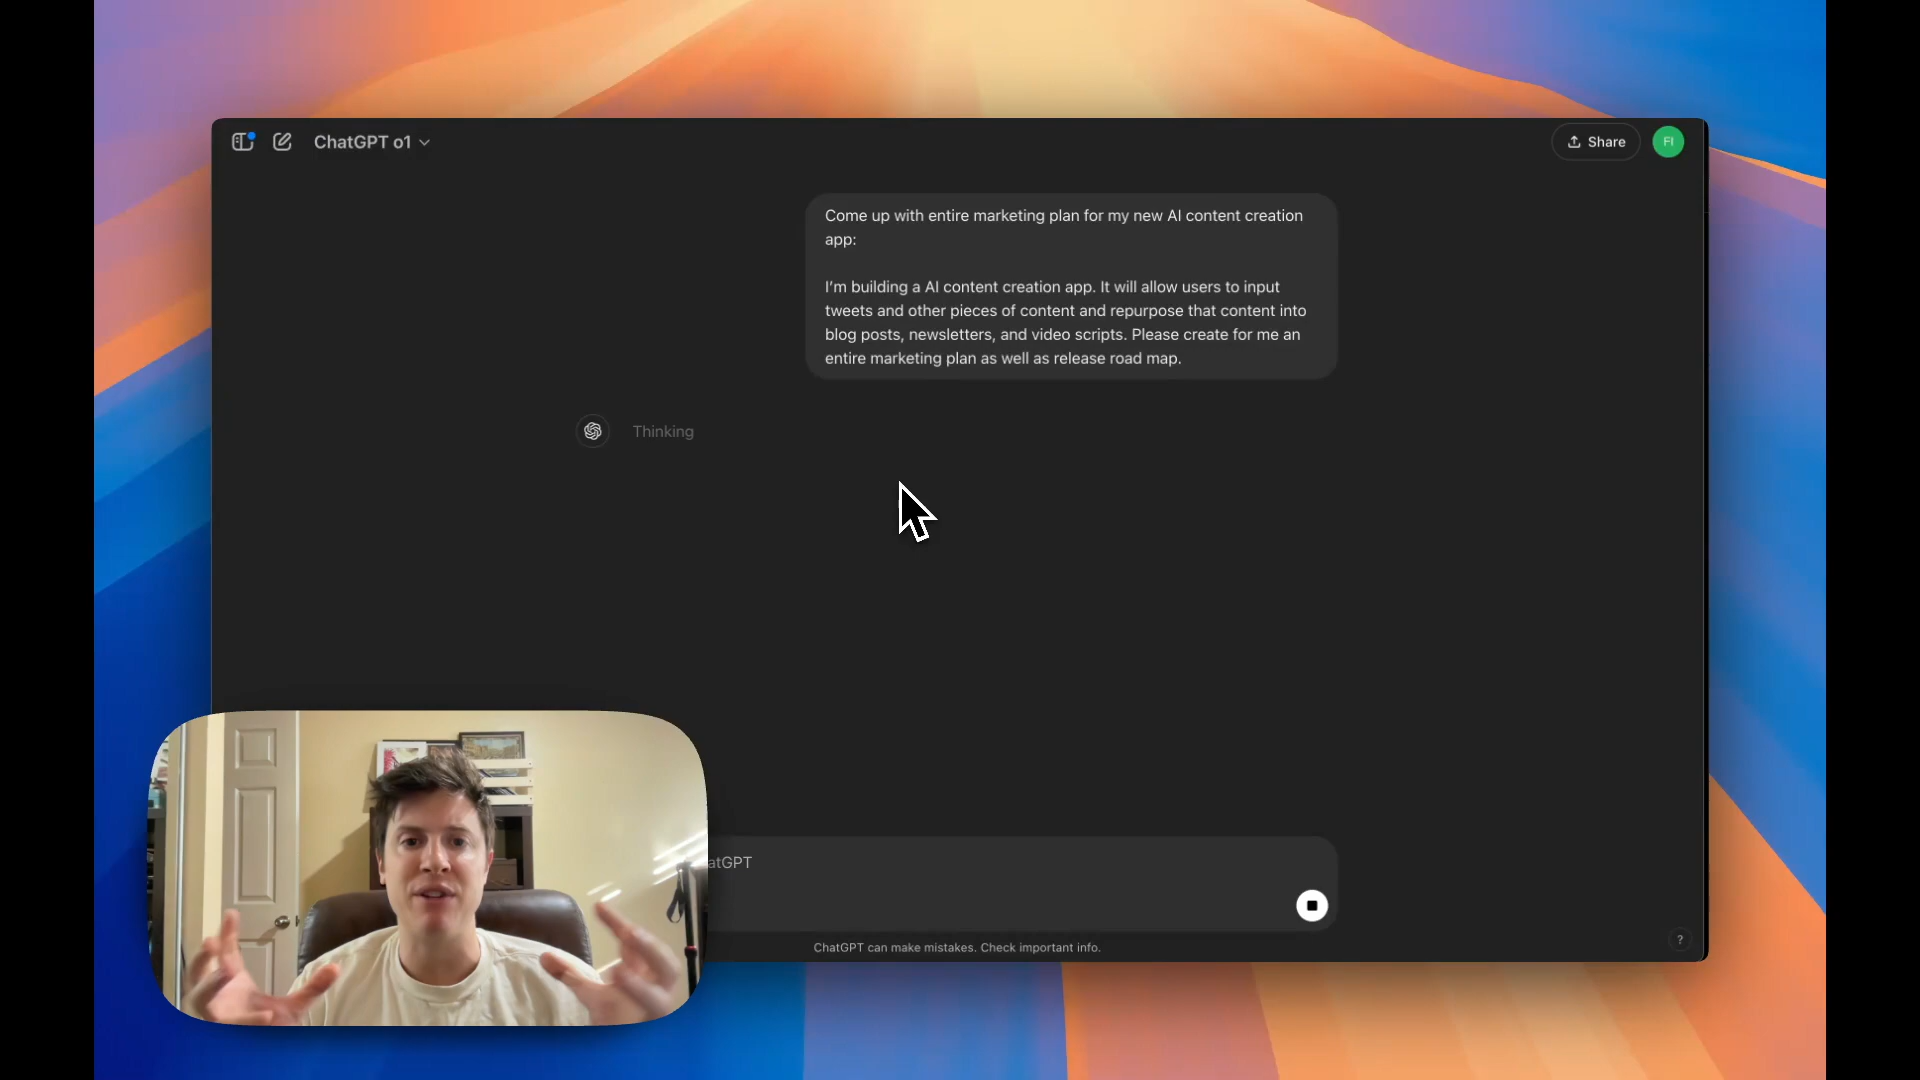 ChatGPT o1
Share
FI
Come up with entire marketing plan for my new AI content creation
app:
I'm building a AI content creation app. It will allow users to input
tweets and other pieces of content and repurpose that content into
blog posts, newsletters, and video scripts. Please create for me an
entire marketing plan as well as release road map.
Thinking
atGPT
ChatGPT can make mistakes. Check important info.
?